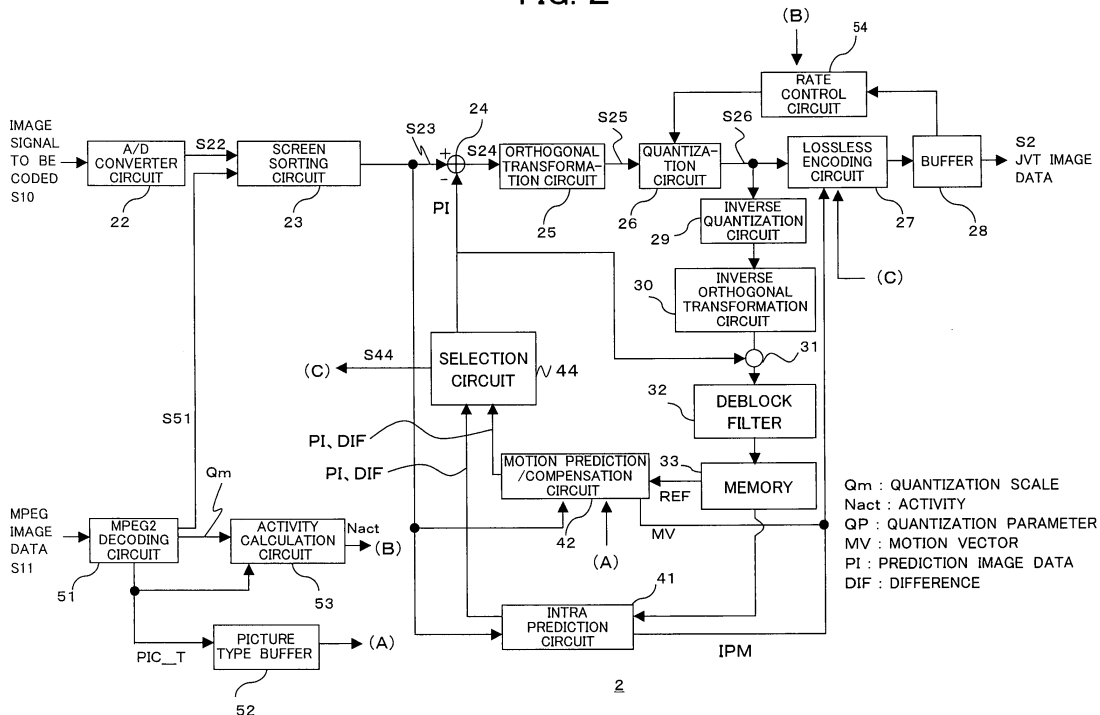 FIG. 2
(B)
54
RATE
CONTROL
CIRCUIT
IMAGE
SIGNAL
TO BE
CODED
S10
A/D
CONVERTER
CIRCUIT
22
S22
SCREEN
SORTING
CIRCUIT
23
S23
24
+
-
S24
PI
ORTHOGONAL
TRANSFORMA-
TION CIRCUIT
25
S25
QUANTIZA-
TION
CIRCUIT
26
S26
LOSSLESS
ENCODING
CIRCUIT
27
BUFFER
28
S2
JVT IMAGE
DATA
INVERSE
QUANTIZATION
CIRCUIT
29
(C)
INVERSE
ORTHOGONAL
TRANSFORMATION
CIRCUIT
30
31
SELECTION
CIRCUIT
44
S44
(C)
DEBLOCK
FILTER
32
S51
PI、DIF
PI、DIF
MOTION PREDICTION
/COMPENSATION
CIRCUIT
42
REF
33
MEMORY
MV
(A)
Qm : QUANTIZATION SCALE
Nact : ACTIVITY
QP : QUANTIZATION PARAMETER
MV : MOTION VECTOR
PI : PREDICTION IMAGE DATA
DIF : DIFFERENCE
MPEG
IMAGE
DATA
S11
MPEG2
DECODING
CIRCUIT
51
Qm
ACTIVITY
CALCULATION
CIRCUIT
53
Nact
(B)
41
INTRA
PREDICTION
CIRCUIT
IPM
PIC__T
PICTURE
TYPE BUFFER
52
(A)
2